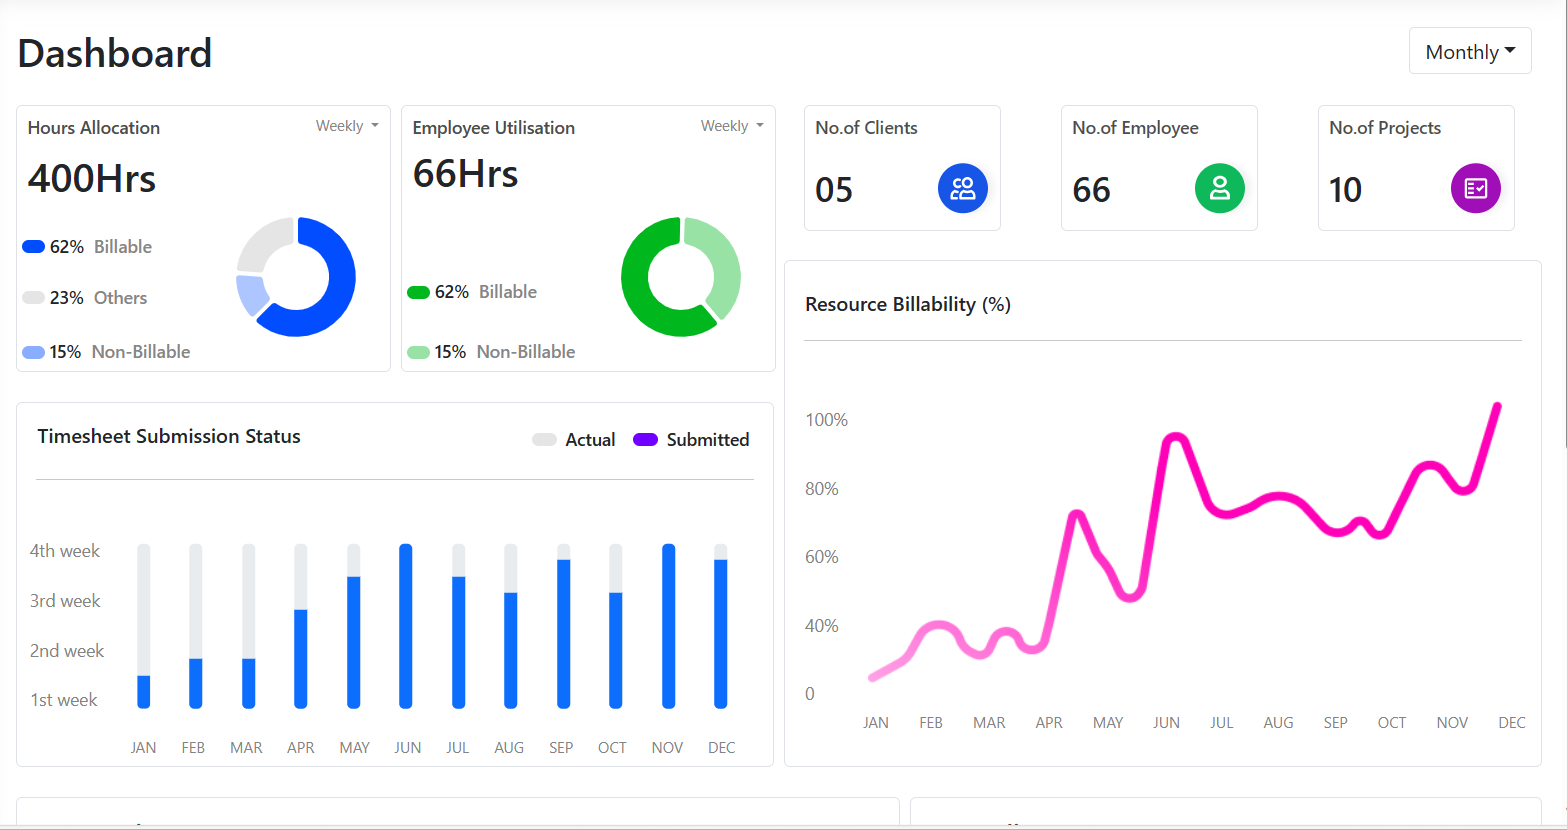 Dashboard
Monthly
Hours Allocation
Weekly
400Hrs
62% Billable
23% Others
15% Non-Billable
Employee Utilisation
Weekly
66Hrs
62% Billable
15% Non-Billable
No.of Clients
05
No.of Employee
66
No.of Projects
10
Timesheet Submission Status
Actual
Submitted
4th week
3rd week
2nd week
1st week
JAN FEB MAR APR MAY JUN JUL AUG SEP OCT NOV DEC
Resource Billability (%)
100%
80%
60%
40%
0
JAN FEB MAR APR MAY JUN JUL AUG SEP OCT NOV DEC